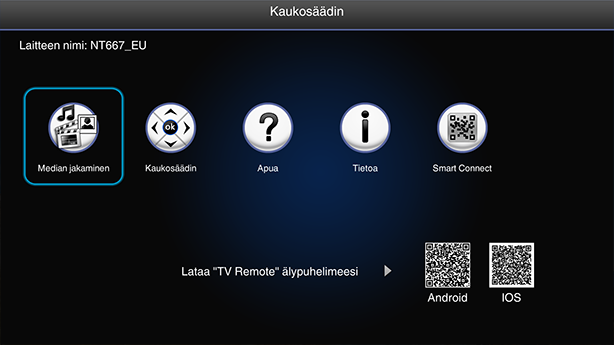 Kaukosäädin
Laitteen nimi: NT667_EU
ok
Median jakaminen
Kaukosäädin
Apua
Tietoa
Smart Connect
Lataa "TV Remote" älypuhelimeesi
Android
IOS